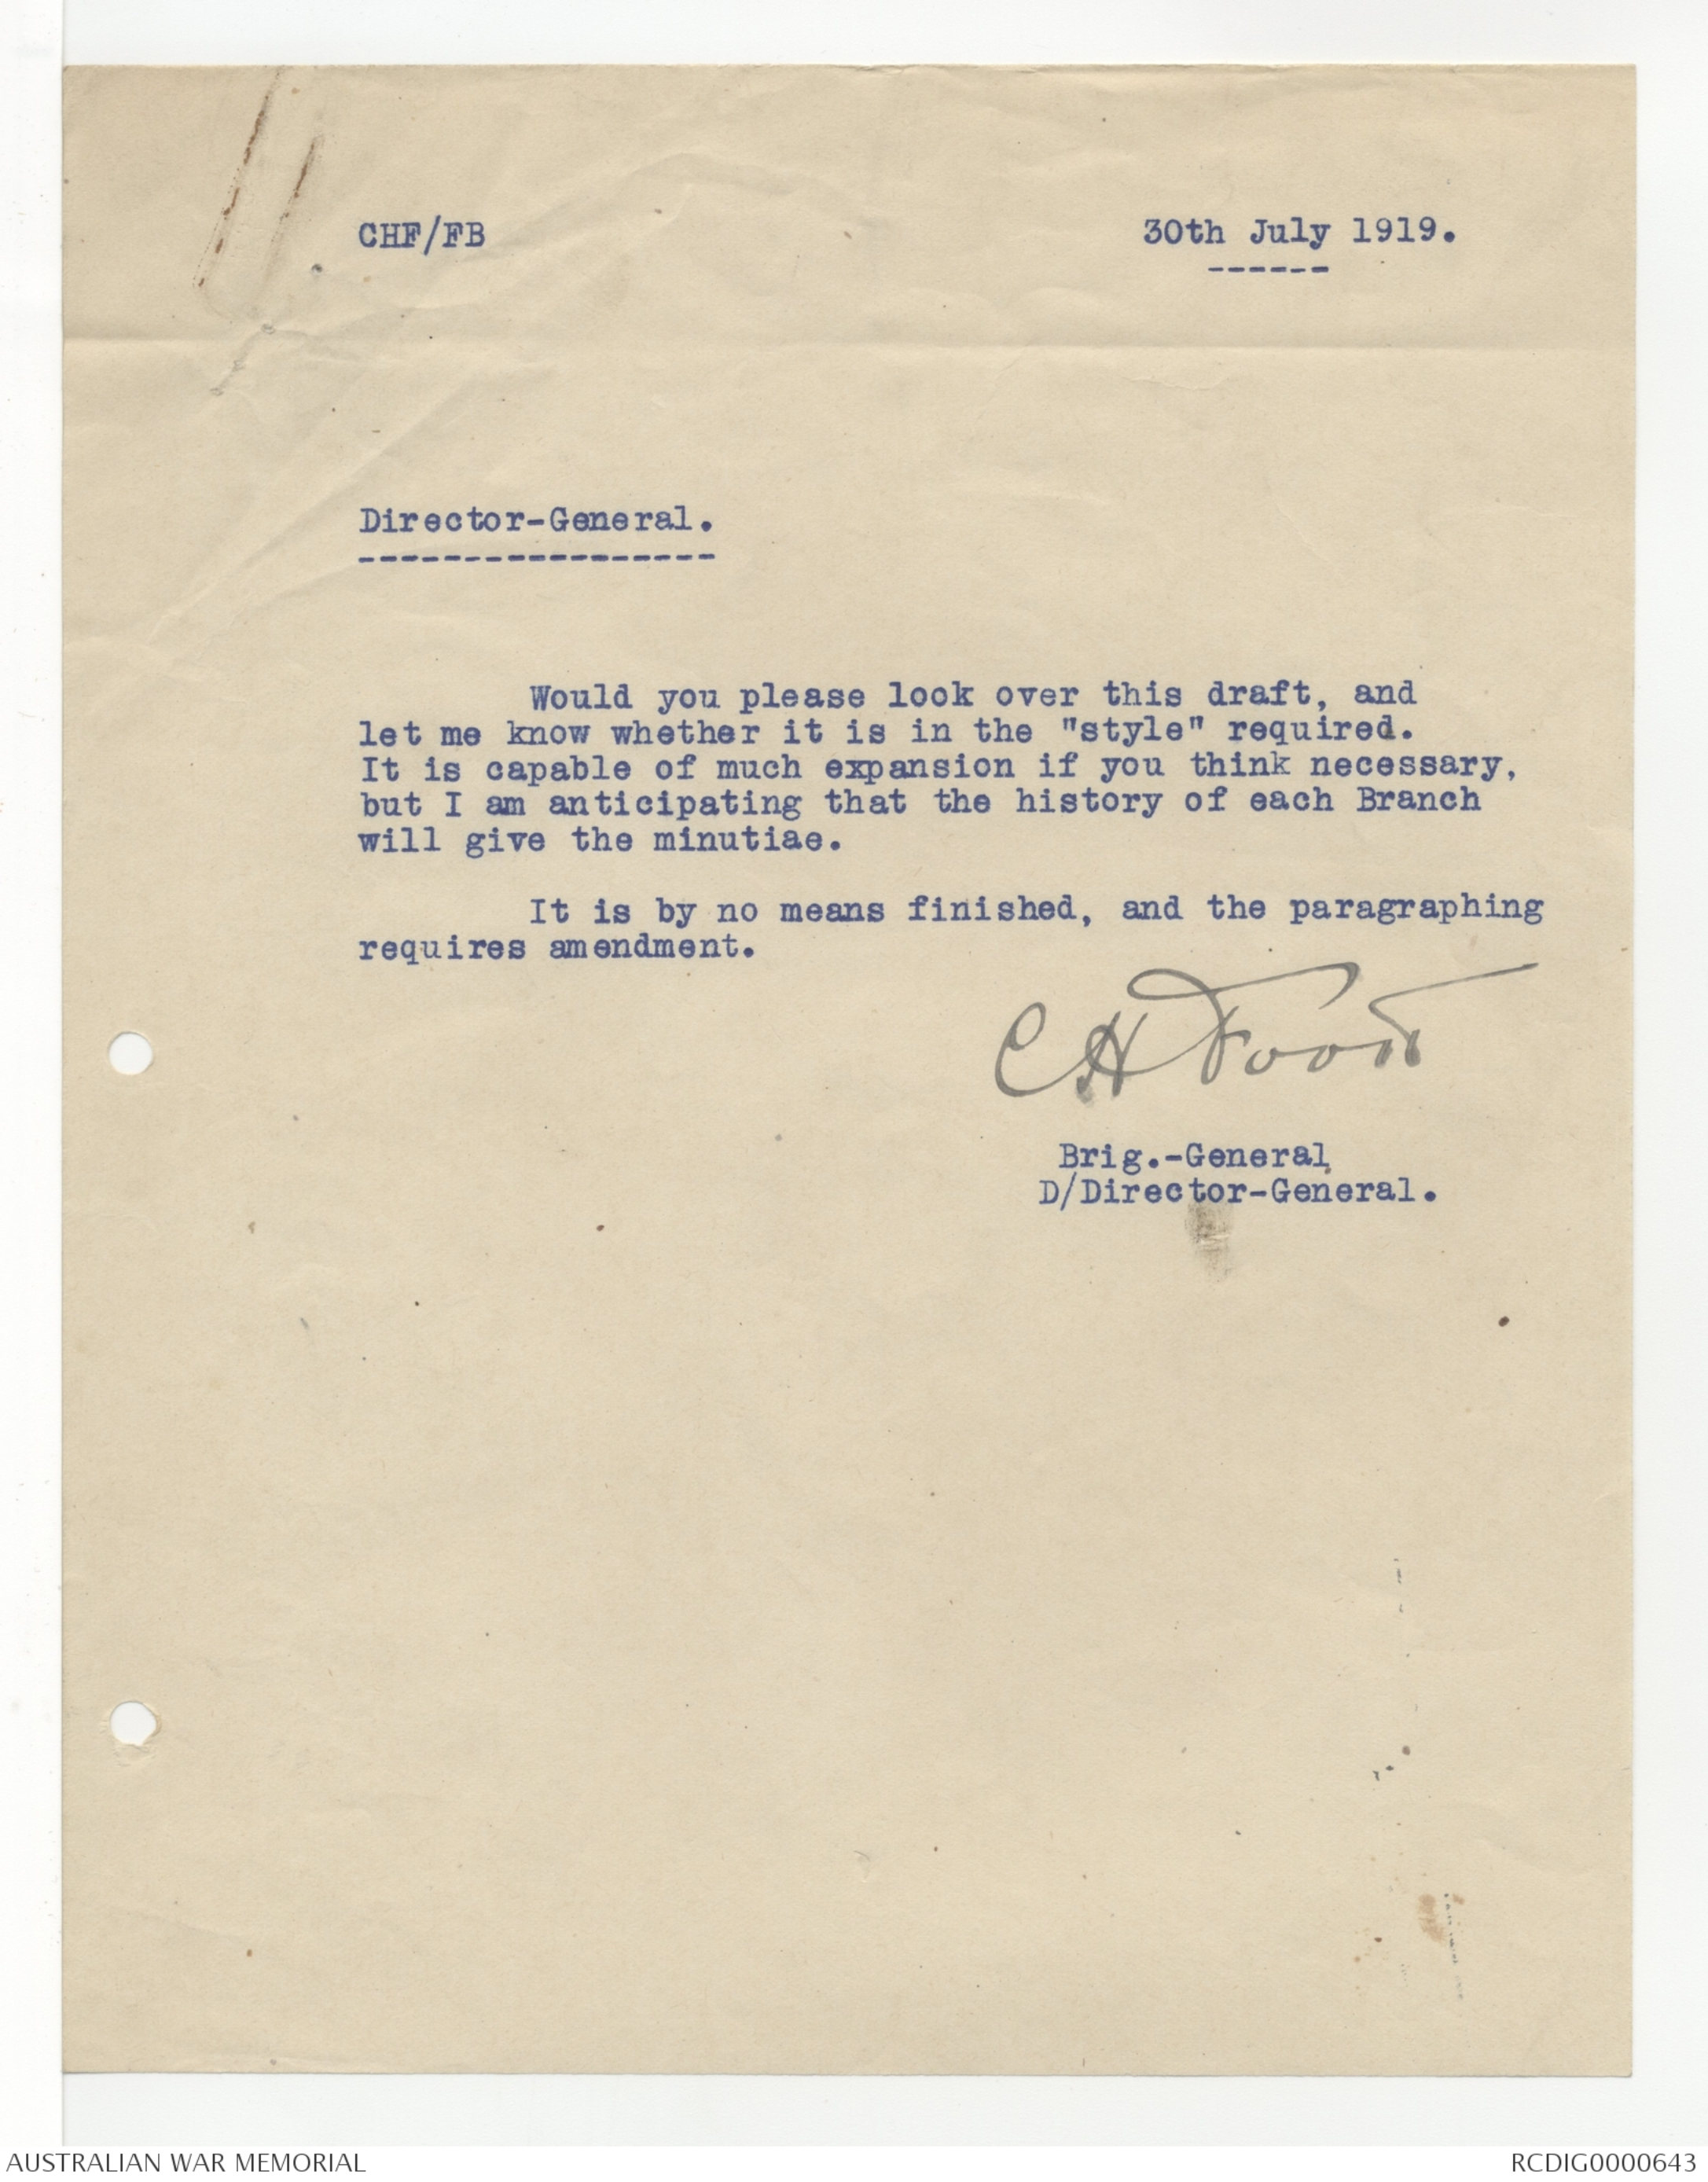 CHF/FB 30th July 1919.
------
Director-General.
-----------------
Would you please look over this draft, and
let me know whether it is in the "style" required.
It is capable of much expansion if you think necessary,
but I am anticipating that the history of each Branch
will give the minutiae.
It is by no means finished, and the paragraphing
requires amendment.
C H Foott
Brig.-General,
D/Director-General.
AUSTRALIAN WAR MEMORIAL RCDIG0000643